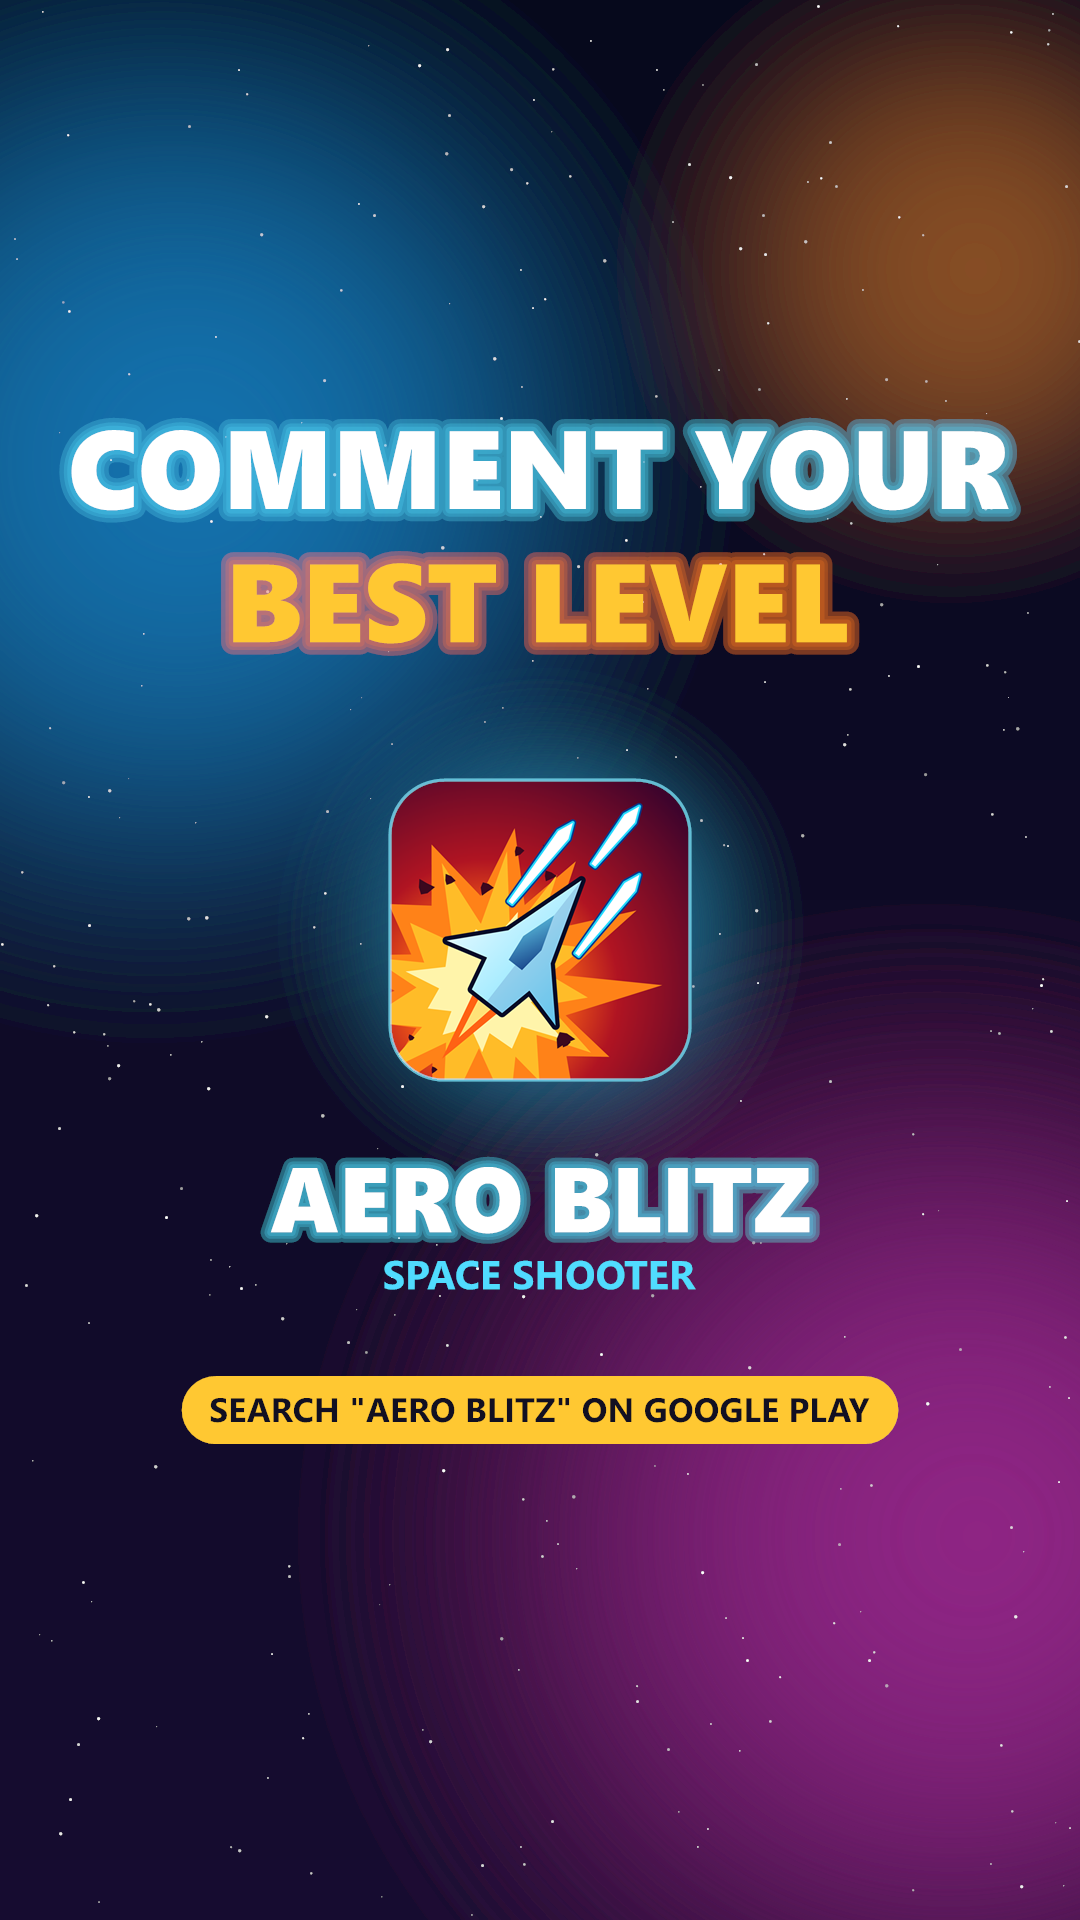 COMMENT YOUR
BEST LEVEL
AERO BLITZ
SPACE SHOOTER
SEARCH "AERO BLITZ" ON GOOGLE PLAY